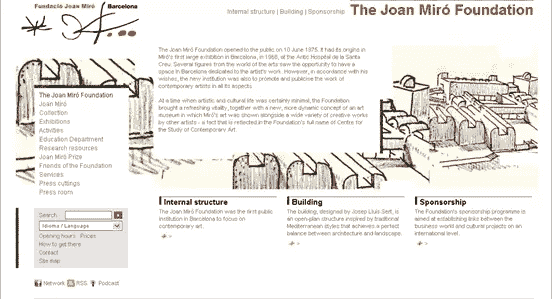 Fundació Joan Miró Barcelona
Internal structure | Building | Sponsorship The Joan Miró Foundation
The Joan Miró Foundation opened to the public on 10 June 1975. It had its origins in
Miró's first large exhibition in Barcelona, in 1968, at the Antic Hospital de la Santa
Creu. Several figures from the world of the arts saw the opportunity to have a
space in Barcelona dedicated to the artist's work. However, in accordance with his
wishes, the new institution was also to promote and publicise the work of
contemporary artists in all its aspects.
At a time when artistic and cultural life was certainly minimal, the Foundation
brought a refreshing vitality, together with a new, more dynamic concept of an art
museum in which Miró's art was shown alongside a wide variety of creative works
by other artists - a fact that is reflected in the Foundation's full name of Centre for
the Study of Contemporary Art.
The Joan Miró Foundation
Joan Miró
Collection
Exhibitions
Activities
Education Department
Research resources
Joan Miró Prize
Friends of the Foundation
Services
Press cuttings
Press room
Search
Idioma / Language
Opening hours · Prices
How to get there
Contact
Site map
Network RSS Podcast
Internal structure
The Joan Miró Foundation was the first public
institution in Barcelona to focus on
contemporary art.
Building
The building, designed by Josep Lluís Sert, is
an open-plan structure inspired by traditional
Mediterranean styles that achieves a perfect
balance between architecture and landscape.
Sponsorship
The Foundation's sponsorship programme is
aimed at establishing links between the
business world and cultural projects on an
international level.